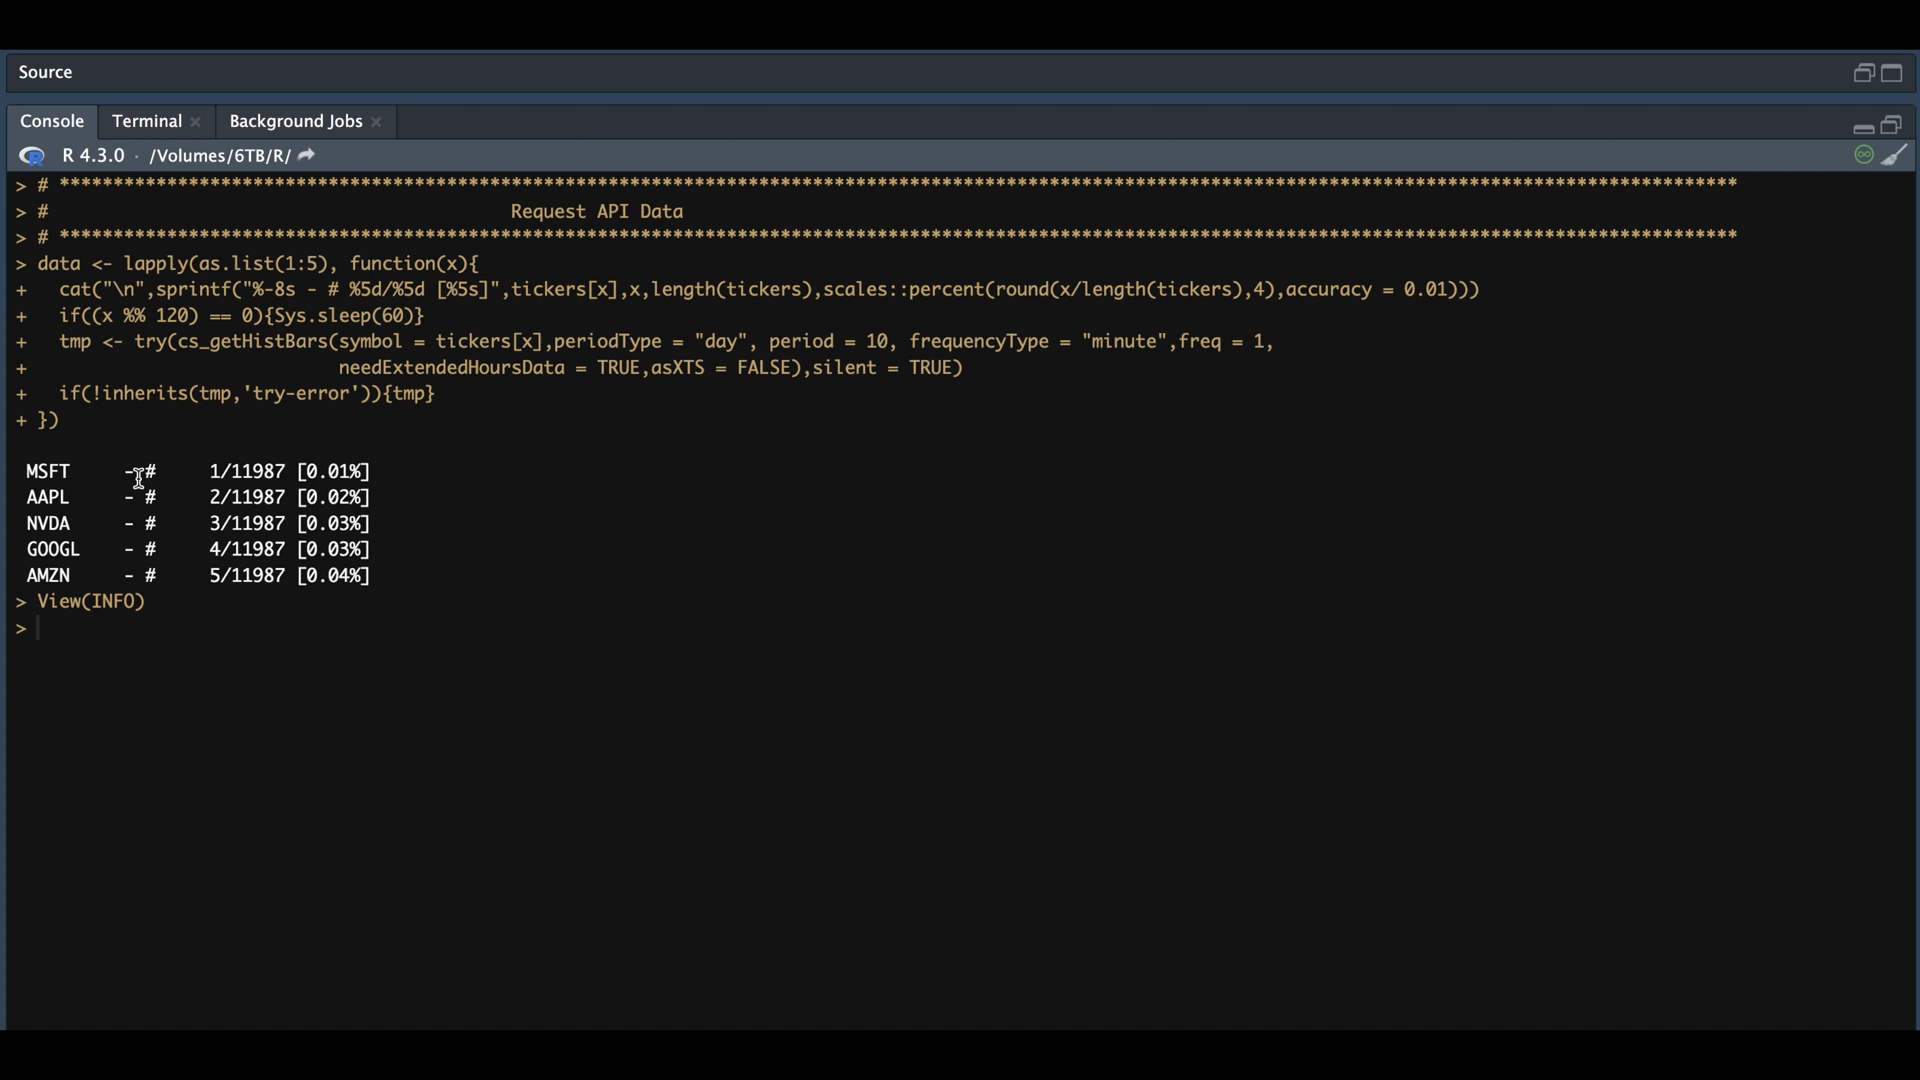 Source
Console Terminal × Background Jobs ×
R 4.3.0 · /Volumes/6TB/R/
> # ************************************************************************************************************************************************************
> # Request API Data
> # ************************************************************************************************************************************************************
> data <- lapply(as.list(1:5), function(x){
+ cat("\n",sprintf("%-8s - # %5d/%5d [%5s]",tickers[x],x,length(tickers),scales::percent(round(x/length(tickers),4),accuracy = 0.01)))
+ if((x %% 120) == 0){Sys.sleep(60)}
+ tmp <- try(cs_getHistBars(symbol = tickers[x],periodType = "day", period = 10, frequencyType = "minute",freq = 1,
+ needExtendedHoursData = TRUE,asXTS = FALSE),silent = TRUE)
+ if(!inherits(tmp,'try-error')){tmp}
+ })
MSFT - # 1/11987 [0.01%]
AAPL - # 2/11987 [0.02%]
NVDA - # 3/11987 [0.03%]
GOOGL - # 4/11987 [0.03%]
AMZN - # 5/11987 [0.04%]
> View(INFO)
>